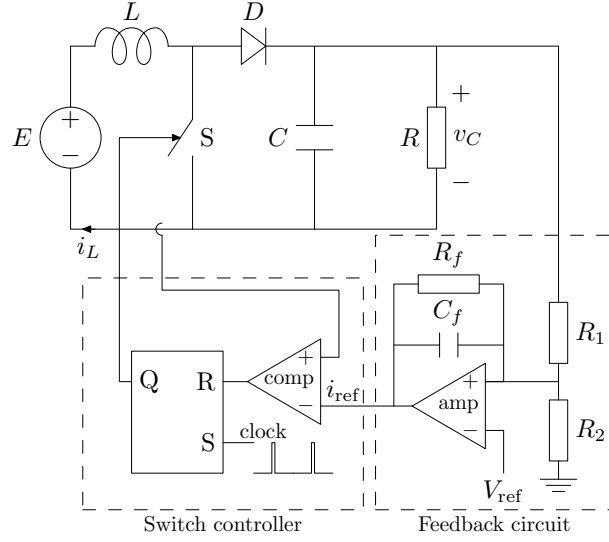 L
D
+
E
+
−
S
C
R
v_C
−
i_L
R_f
C_f
R_1
+
Q
R
comp
−
i_ref
+
amp
−
R_2
S
clock
V_ref
Switch controller
Feedback circuit